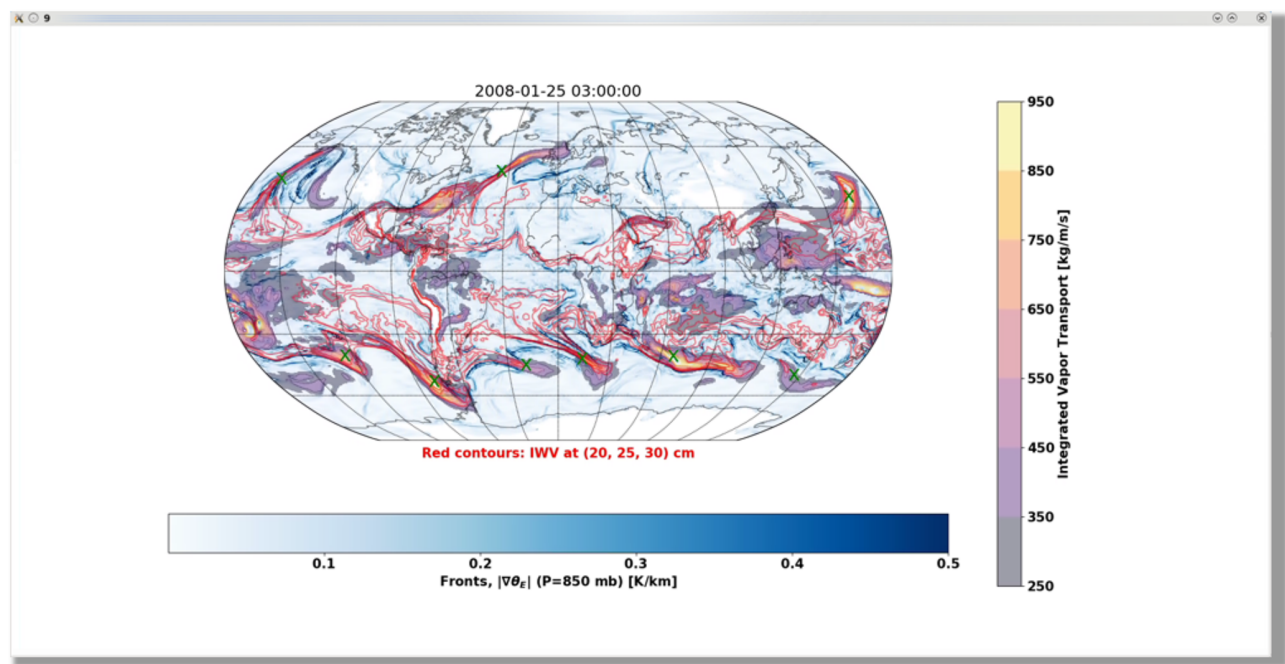 9
2008-01-25 03:00:00
950
850
750
650
550
450
350
250
Integrated Vapor Transport [kg/m/s]
Red contours: IWV at (20, 25, 30) cm
0.1 0.2 0.3 0.4 0.5
Fronts, |∇θ_E| (P=850 mb) [K/km]